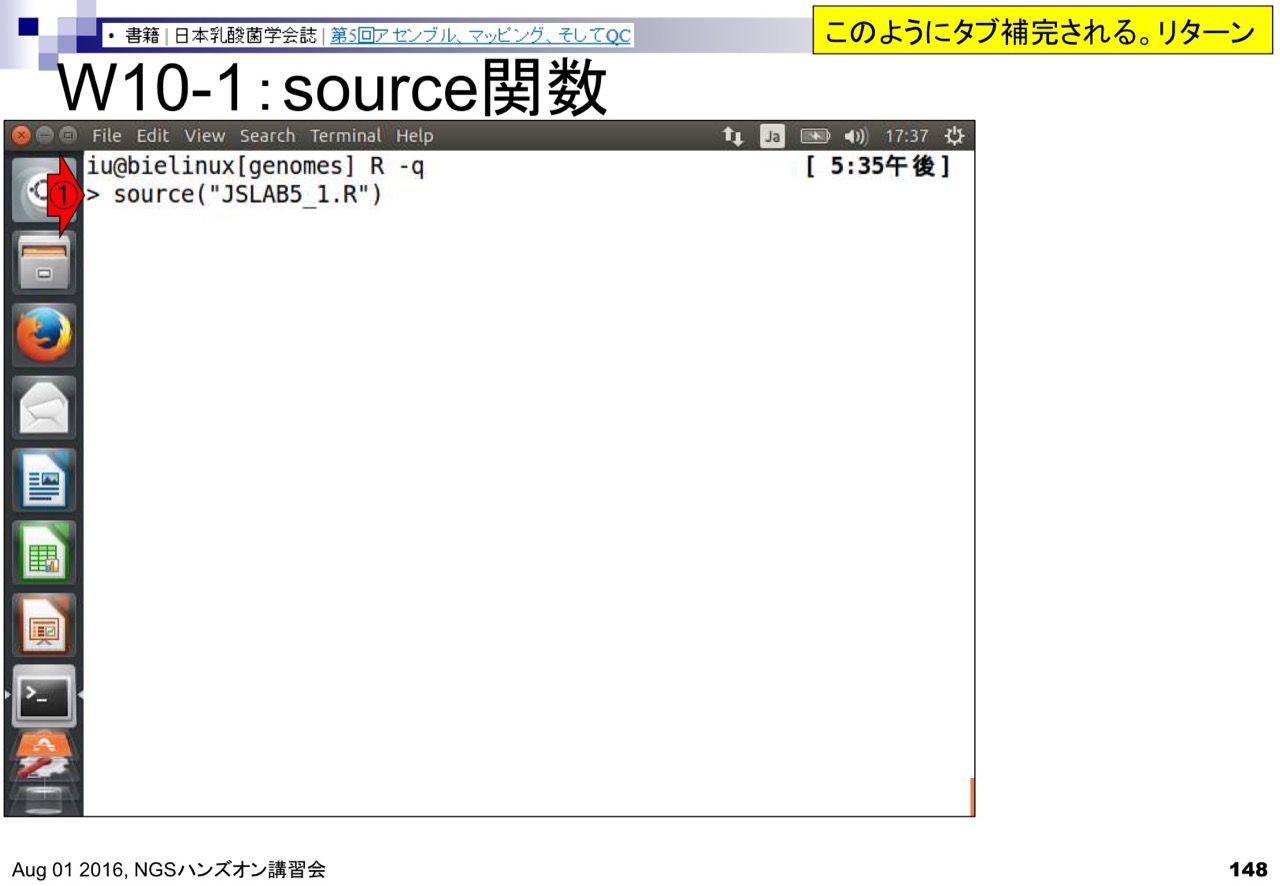 ・ 書籍 | 日本乳酸菌学会誌 | 第5回アセンブル、マッピング、そしてQC
このようにタブ補完される。リターン
W10-1：source関数
File Edit View Search Terminal Help
Ja 17:37
iu@bielinux[genomes] R -q [ 5:35午後]
① > source("JSLAB5_1.R")
Aug 01 2016, NGSハンズオン講習会
148